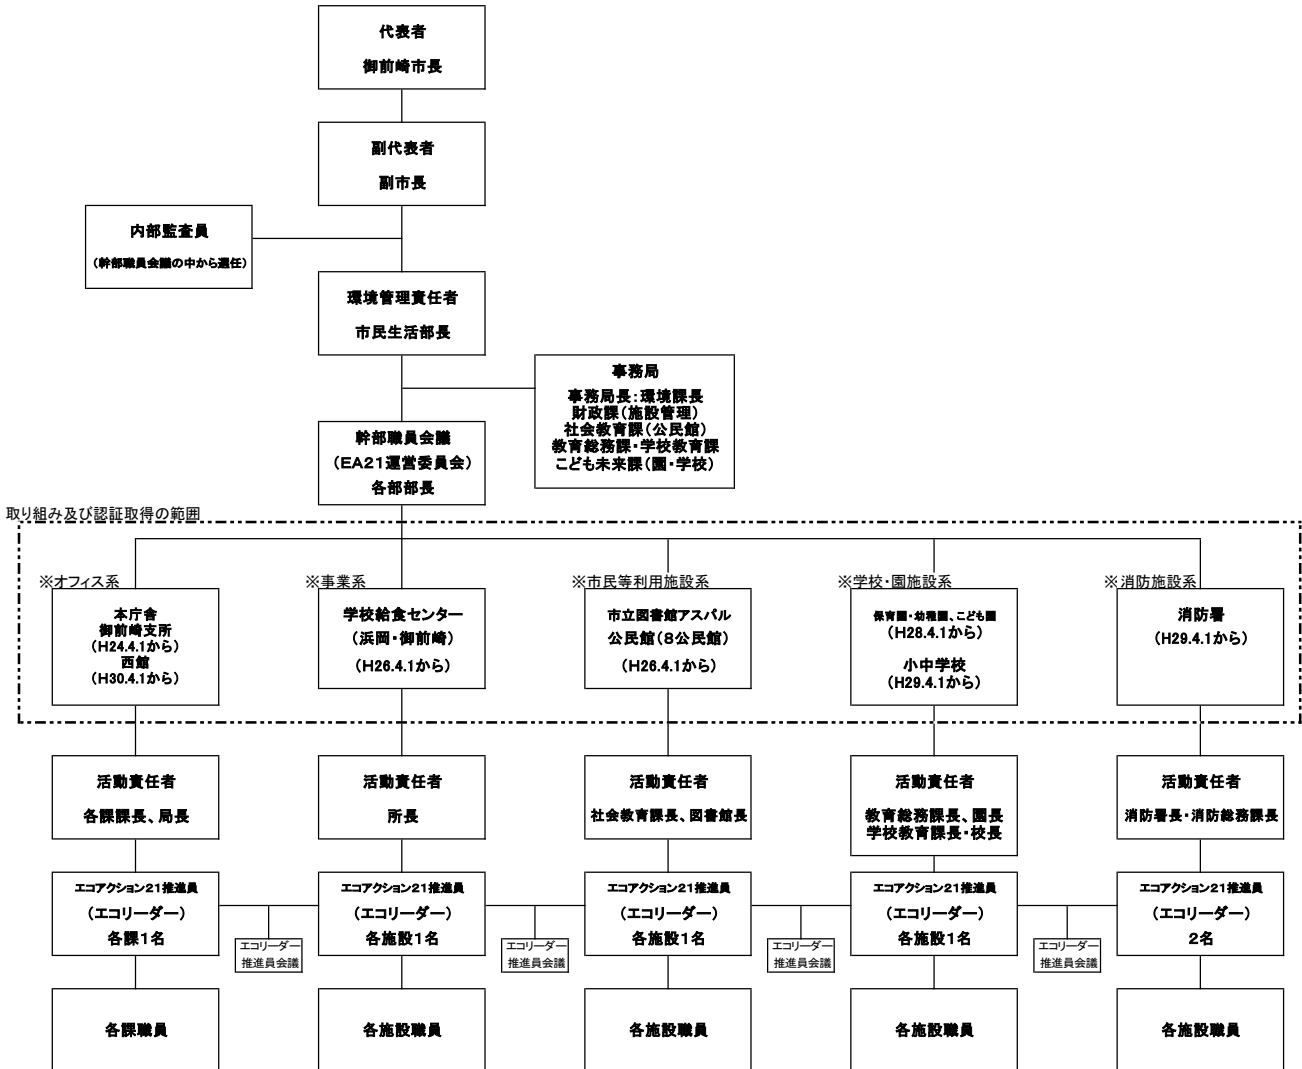 代表者
御前崎市長
副代表者
副市長
内部監査員
（幹部職員会議の中から選任）
環境管理責任者
市民生活部長
事務局
事務局長：環境課長
財政課（施設管理）
社会教育課（公民館）
教育総務課・学校教育課
こども未来課（園・学校）
幹部職員会議
（ＥＡ２１運営委員会）
各部部長
取り組み及び認証取得の範囲
※オフィス系
本庁舎
御前崎支所
（H24.4.1から）
西館
（H30.4.1から）
※事業系
学校給食センター
（浜岡・御前崎）
（H26.4.1から）
※市民等利用施設系
市立図書館アスパル
公民館（８公民館）
（H26.4.1から）
※学校・園施設系
保育園・幼稚園、こども園
（H28.4.1から）
小中学校
（H29.4.1から）
※消防施設系
消防署
（H29.4.1から）
活動責任者
各課課長、局長
活動責任者
所長
活動責任者
社会教育課長、図書館長
活動責任者
教育総務課長、園長
学校教育課長・校長
活動責任者
消防署長・消防総務課長
エコアクション２１推進員
（エコリーダー）
各課１名
エコリーダー
推進員会議
エコアクション２１推進員
（エコリーダー）
各施設１名
エコリーダー
推進員会議
エコアクション２１推進員
（エコリーダー）
各施設１名
エコリーダー
推進員会議
エコアクション２１推進員
（エコリーダー）
各施設１名
エコリーダー
推進員会議
エコアクション２１推進員
（エコリーダー）
２名
各課職員
各施設職員
各施設職員
各施設職員
各施設職員